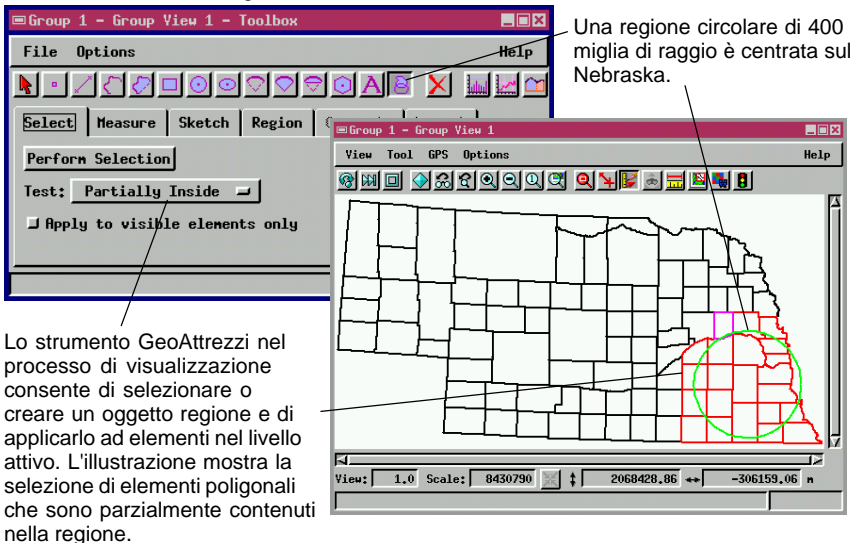 Group 1 - Group View 1 - Toolbox
File Options Help
Select Measure Sketch Region
Perform Selection
Test: Partially Inside
Apply to visible elements only
Una regione circolare di 400
miglia di raggio è centrata sul
Nebraska.
Group 1 - Group View 1
View Tool GPS Options Help
View: 1.0 Scale: 8430790 2068428.86 -306159.06 m
Lo strumento GeoAttrezzi nel
processo di visualizzazione
consente di selezionare o
creare un oggetto regione e di
applicarlo ad elementi nel livello
attivo. L'illustrazione mostra la
selezione di elementi poligonali
che sono parzialmente contenuti
nella regione.